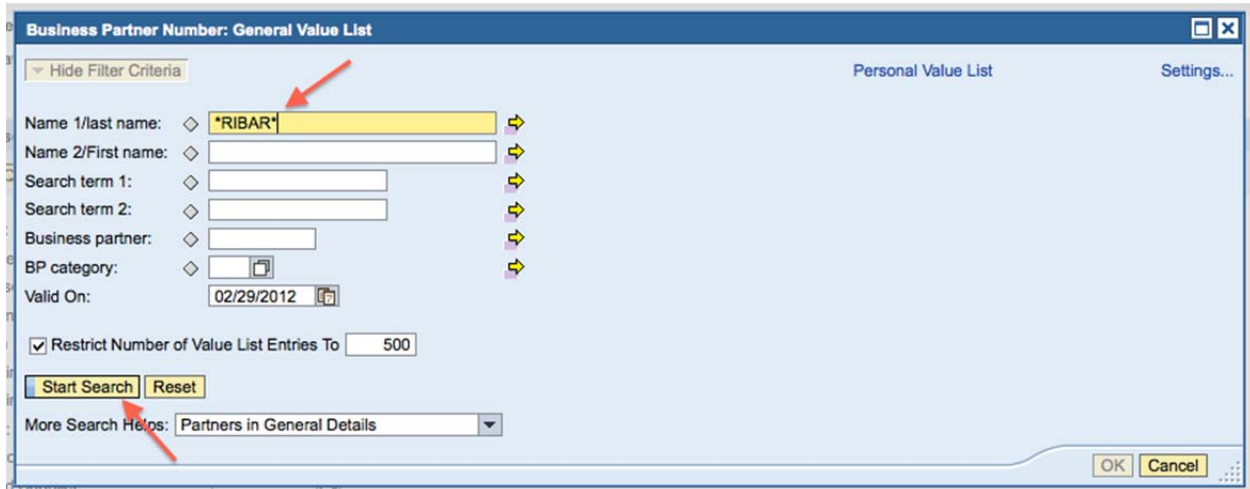 Business Partner Number: General Value List
Hide Filter Criteria Personal Value List Settings...
Name 1/last name: *RIBAR*
Name 2/First name:
Search term 1:
Search term 2:
Business partner:
BP category:
Valid On: 02/29/2012
Restrict Number of Value List Entries To 500
Start Search Reset
More Search Helps: Partners in General Details
OK Cancel